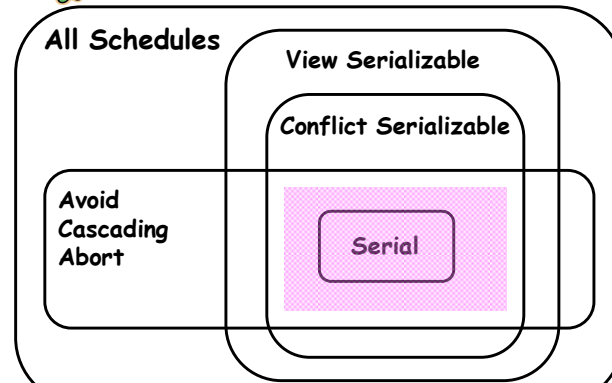 All Schedules
View Serializable
Conflict Serializable
Avoid
Cascading
Abort
Serial